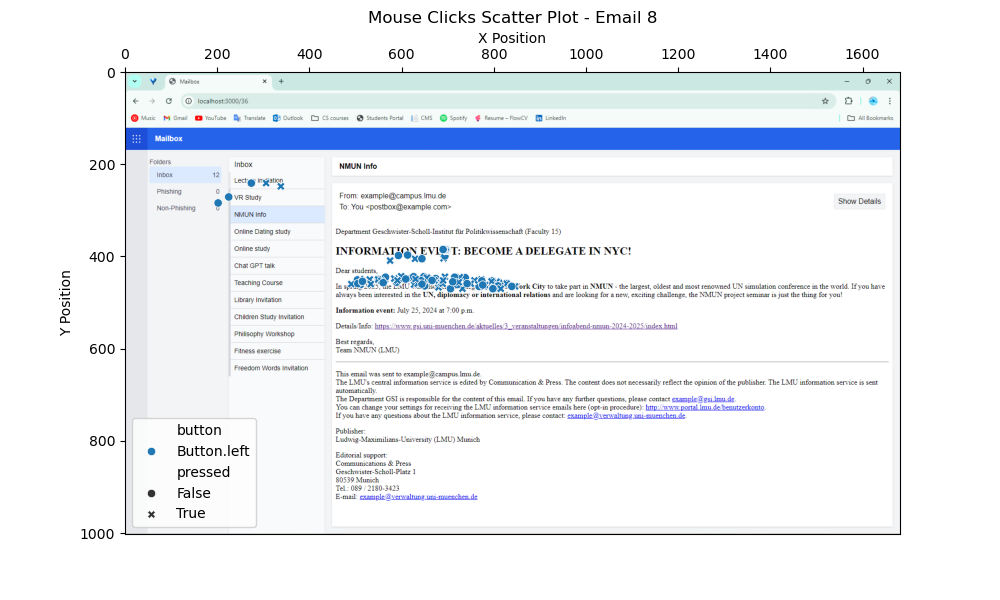 Mouse Clicks Scatter Plot - Email 8
X Position
0 200 400 600 800 1000 1200 1400 1600
Y Position
0
200
400
600
800
1000
Mailbox
localhost:3000/36
Music Gmail YouTube Translate Outlook CS courses Students Portal CMS Spotify Resume – FlowCV LinkedIn All Bookmarks
Mailbox
Folders
Inbox 12
Phishing 0
Non-Phishing
Inbox
VR Study
NMUN Info
Online Dating study
Online study
Chat GPT talk
Teaching Course
Library Invitation
Children Study Invitation
Philisophy Workshop
Fitness exercise
Freedom Words Invitation
NMUN Info
From: example@campus.lmu.de
To: You <postbox@example.com>
Show Details
Department Geschwister-Scholl-Institut für Politikwissenschaft (Faculty 15)
INFORMATION T: BECOME A DELEGATE IN NYC!
Dear students,
City to take part in NMUN - the largest, oldest and most renowned UN simulation conference in the world. If you have
always been interested in the UN, diplomacy or international relations and are looking for a new, exciting challenge, the NMUN project seminar is just the thing for you!
Information event: July 25, 2024 at 7:00 p.m.
Details/Info: https://www.gsi.uni-muenchen.de/aktuelles/3_veranstaltungen/infoabend-nmun-2024-2025/index.html
Best regards,
Team NMUN (LMU)
This email was sent to example@campus.lmu.de.
The LMU's central information service is edited by Communication & Press. The content does not necessarily reflect the opinion of the publisher. The LMU information service is sent
automatically.
The Department GSI is responsible for the content of this email. If you have any further questions, please contact example@gsi.lmu.de.
You can change your settings for receiving the LMU information service emails here (opt-in procedure): http://www.portal.lmu.de/benutzerkonto.
If you have any questions about the LMU information service, please contact: example@verwaltung.uni-muenchen.de.
Publisher:
Ludwig-Maximilians-University (LMU) Munich
Editorial support:
Communications & Press
Geschwister-Scholl-Platz 1
80539 Munich
Tel.: 089 / 2180-3423
E-mail: example@verwaltung.uni-muenchen.de
button
Button.left
pressed
False
True